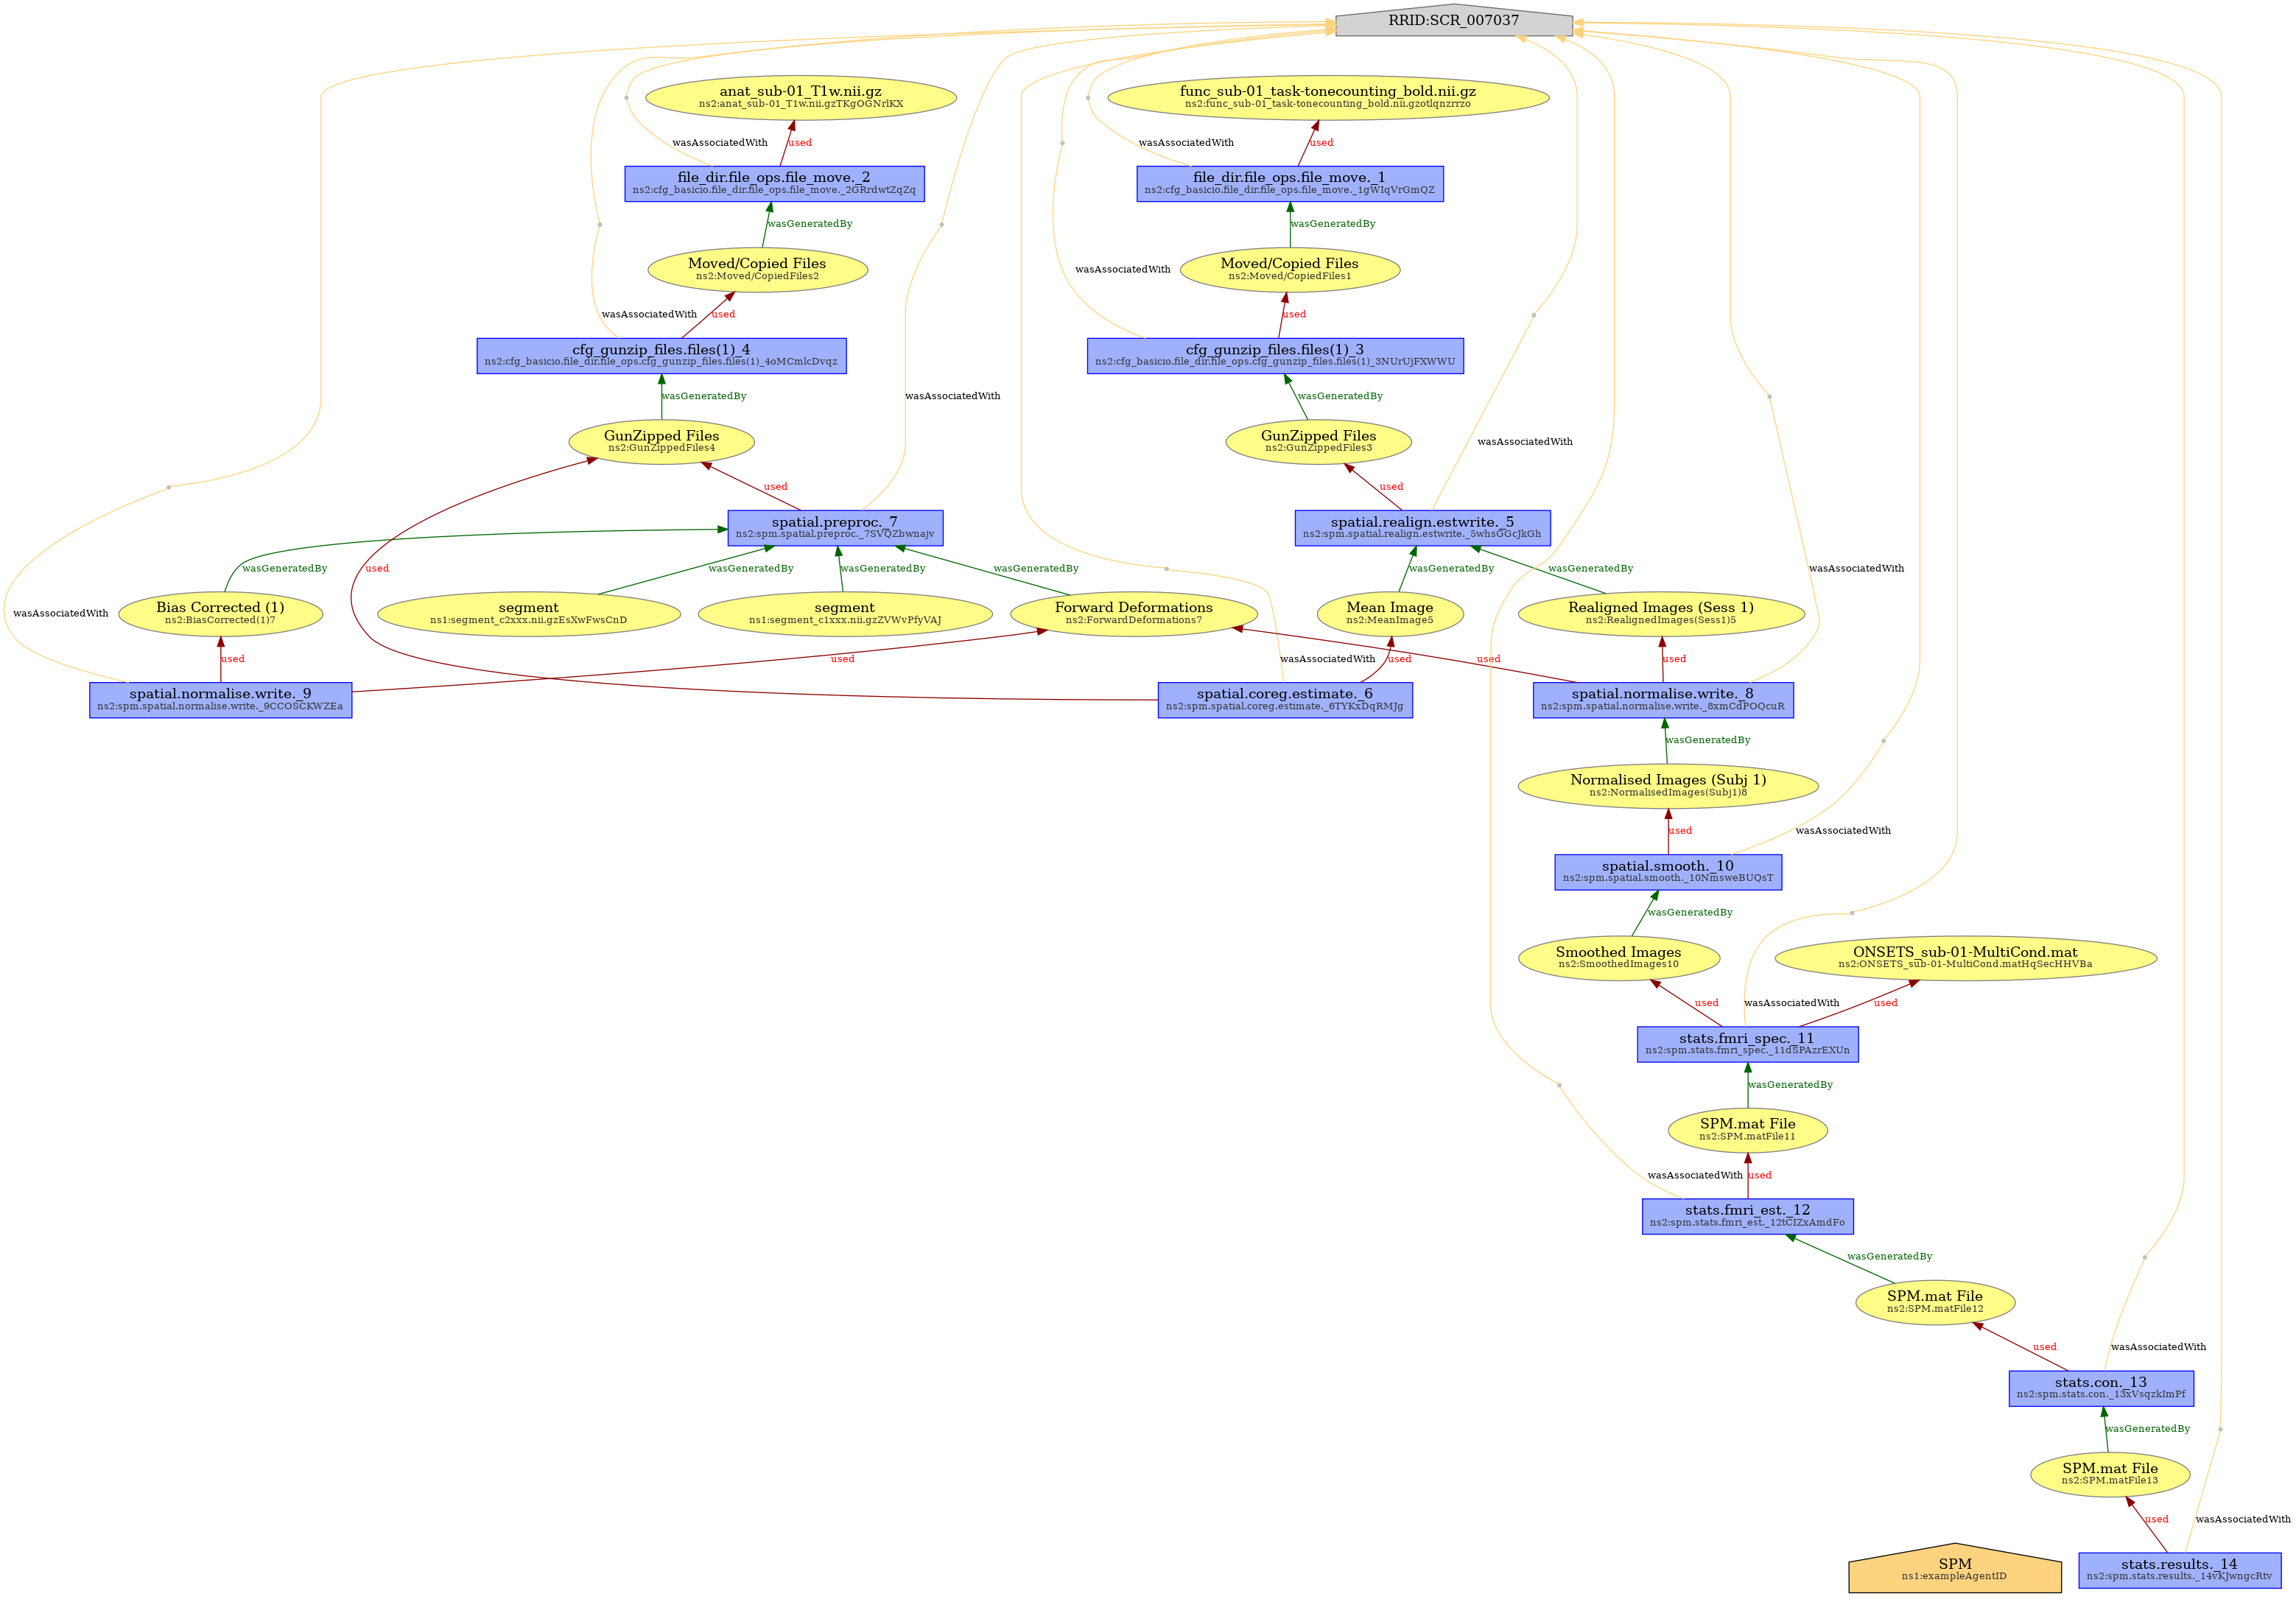 RRID:SCR_007037
anat_sub-01_T1w.nii.gz
ns2:anat_sub-01_T1w.nii.gzTKgOGNrlKX
func_sub-01_task-tonecounting_bold.nii.gz
ns2:func_sub-01_task-tonecounting_bold.nii.gzotlqnzrrzo
wasAssociatedWith
used
wasAssociatedWith
used
file_dir.file_ops.file_move._2
ns2:cfg_basicio.file_dir.file_ops.file_move._2GRrdwtZqZq
file_dir.file_ops.file_move._1
ns2:cfg_basicio.file_dir.file_ops.file_move._1gWIqVrGmQZ
wasGeneratedBy
wasGeneratedBy
Moved/Copied Files
ns2:Moved/CopiedFiles2
wasAssociatedWith
Moved/Copied Files
ns2:Moved/CopiedFiles1
wasAssociatedWith
used
used
cfg_gunzip_files.files(1)_4
ns2:cfg_basicio.file_dir.file_ops.cfg_gunzip_files.files(1)_4oMCmlcDvqz
cfg_gunzip_files.files(1)_3
ns2:cfg_basicio.file_dir.file_ops.cfg_gunzip_files.files(1)_3NUrUjFXWWU
wasGeneratedBy
wasAssociatedWith
wasGeneratedBy
GunZipped Files
ns2:GunZippedFiles4
GunZipped Files
ns2:GunZippedFiles3
wasAssociatedWith
used
used
spatial.preproc._7
ns2:spm.spatial.preproc._7SVQZbwnajv
spatial.realign.estwrite._5
ns2:spm.spatial.realign.estwrite._5whsGGcJkGh
wasGeneratedBy
used
wasGeneratedBy
wasGeneratedBy
wasGeneratedBy
wasGeneratedBy
wasGeneratedBy
wasAssociatedWith
wasAssociatedWith
Bias Corrected (1)
ns2:BiasCorrected(1)7
segment
ns1:segment_c2xxx.nii.gzEsXwFwsCnD
segment
ns1:segment_c1xxx.nii.gzZVWvPfyVAJ
Forward Deformations
ns2:ForwardDeformations7
Mean Image
ns2:MeanImage5
Realigned Images (Sess 1)
ns2:RealignedImages(Sess1)5
used
used
wasAssociatedWith
used
used
used
spatial.normalise.write._9
ns2:spm.spatial.normalise.write._9CCOSCKWZEa
spatial.coreg.estimate._6
ns2:spm.spatial.coreg.estimate._6TYKxDqRMJg
spatial.normalise.write._8
ns2:spm.spatial.normalise.write._8xmCdPOQcuR
wasGeneratedBy
Normalised Images (Subj 1)
ns2:NormalisedImages(Subj1)8
used
wasAssociatedWith
spatial.smooth._10
ns2:spm.spatial.smooth._10NmsweBUQsT
wasGeneratedBy
Smoothed Images
ns2:SmoothedImages10
ONSETS_sub-01-MultiCond.mat
ns2:ONSETS_sub-01-MultiCond.matHqSecHHVBa
used
wasAssociatedWith
used
stats.fmri_spec._11
ns2:spm.stats.fmri_spec._11dSPAzrEXUn
wasGeneratedBy
SPM.mat File
ns2:SPM.matFile11
wasAssociatedWith
used
stats.fmri_est._12
ns2:spm.stats.fmri_est._12tCIZxAmdFo
wasGeneratedBy
SPM.mat File
ns2:SPM.matFile12
used
wasAssociatedWith
stats.con._13
ns2:spm.stats.con._13xVsqzkImPf
wasGeneratedBy
SPM.mat File
ns2:SPM.matFile13
used
wasAssociatedWith
SPM
ns1:exampleAgentID
stats.results._14
ns2:spm.stats.results._14vKJwngcRtv